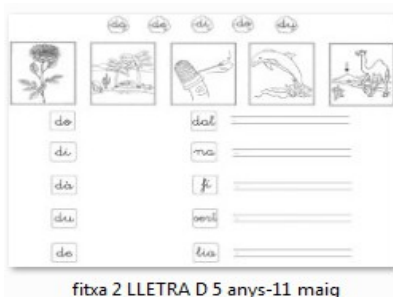 da de di do du
do dal
di na
dà fí
du sert
de lia
fitxa 2 LLETRA D 5 anys-11 maig